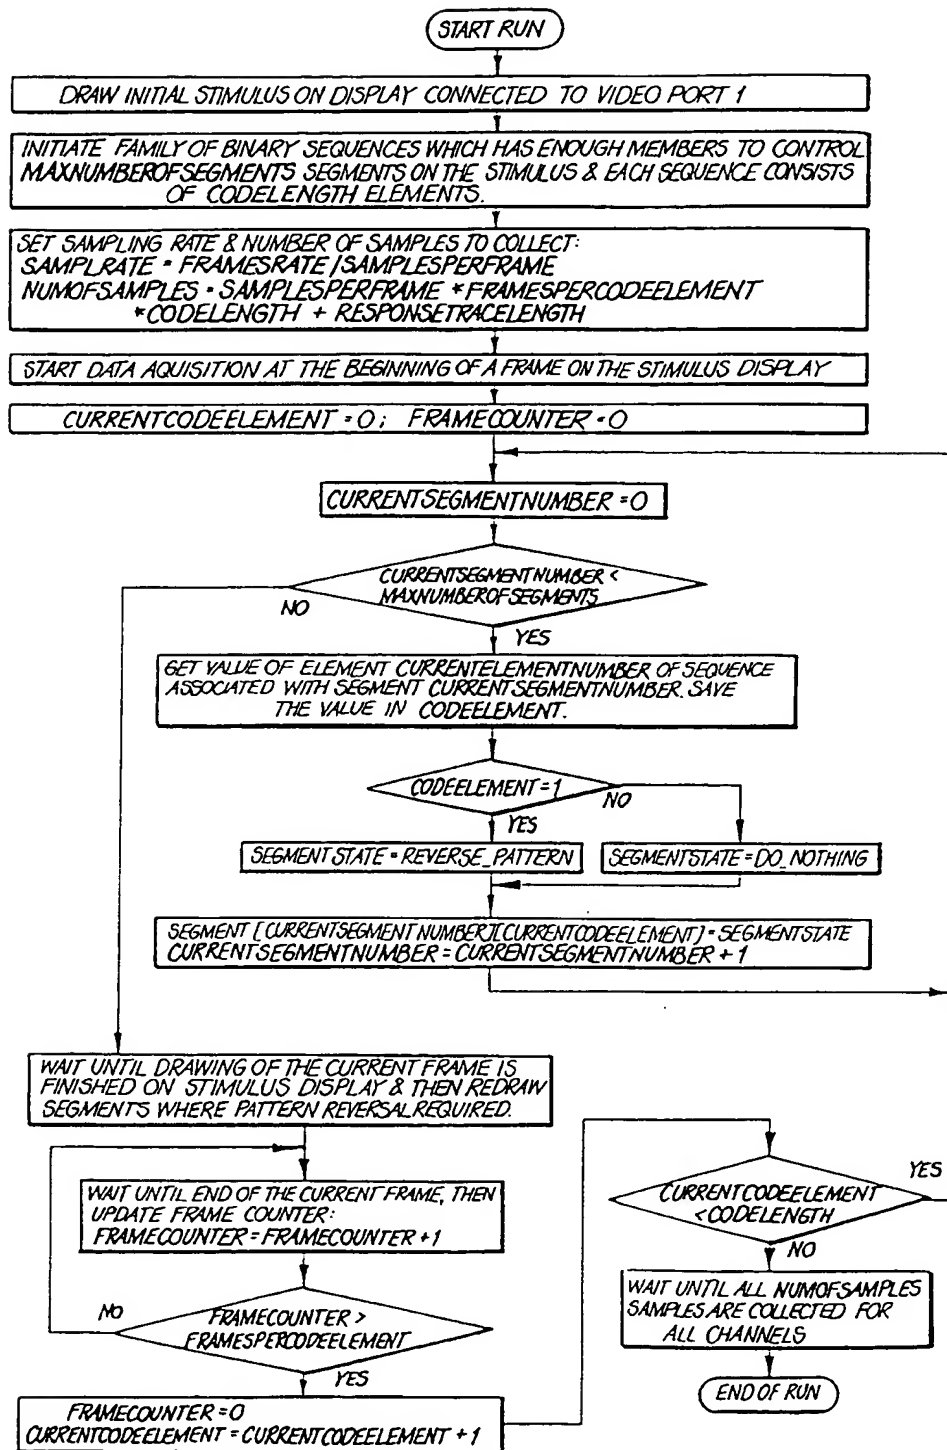 START RUN
DRAW INITIAL STIMULUS ON DISPLAY CONNECTED TO VIDEO PORT 1
INITIATE FAMILY OF BINARY SEQUENCES WHICH HAS ENOUGH MEMBERS TO CONTROL
MAXNUMBEROFSEGMENTS SEGMENTS ON THE STIMULUS & EACH SEQUENCE CONSISTS
OF CODELENGTH ELEMENTS.
SET SAMPLING RATE & NUMBER OF SAMPLES TO COLLECT:
SAMPLRATE = FRAMESRATE/SAMPLESPERFRAME
NUMOFSAMPLES = SAMPLESPERFRAME *FRAMESPERCODEELEMENT
*CODELENGTH + RESPONSETRACELENGTH
START DATA AQUISITION AT THE BEGINNING OF A FRAME ON THE STIMULUS DISPLAY
CURRENTCODEELEMENT = 0; FRAMECOUNTER = 0
CURRENTSEGMENTNUMBER = 0
CURRENTSEGMENTNUMBER <
MAXNUMBEROFSEGMENTS
NO
YES
GET VALUE OF ELEMENT CURRENTELEMENTNUMBER OF SEQUENCE
ASSOCIATED WITH SEGMENT CURRENTSEGMENTNUMBER. SAVE
THE VALUE IN CODEELEMENT.
CODEELEMENT = 1
NO
YES
SEGMENTSTATE = REVERSE_PATTERN
SEGMENTSTATE = DO_NOTHING
SEGMENT [CURRENTSEGMENTNUMBER][CURRENTCODEELEMENT] = SEGMENTSTATE
CURRENTSEGMENTNUMBER = CURRENTSEGMENTNUMBER + 1
WAIT UNTIL DRAWING OF THE CURRENT FRAME IS
FINISHED ON STIMULUS DISPLAY & THEN REDRAW
SEGMENTS WHERE PATTERN REVERSAL REQUIRED.
WAIT UNTIL END OF THE CURRENT FRAME, THEN
UPDATE FRAME COUNTER:
FRAMECOUNTER = FRAMECOUNTER + 1
NO
FRAMECOUNTER >
FRAMESPERCODEELEMENT
YES
FRAMECOUNTER = 0
CURRENTCODEELEMENT = CURRENTCODEELEMENT + 1
YES
CURRENTCODEELEMENT
< CODELENGTH
NO
WAIT UNTIL ALL NUMOFSAMPLES
SAMPLES ARE COLLECTED FOR
ALL CHANNELS
END OF RUN